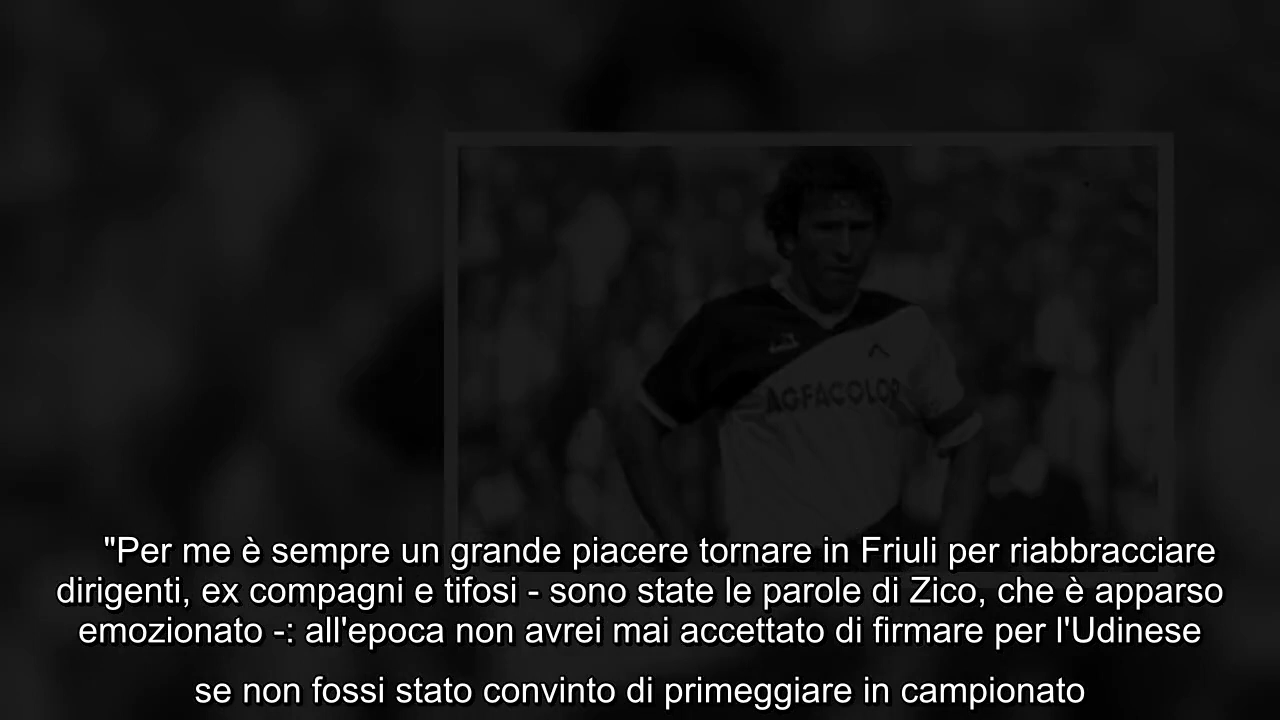 AGFACOLOR
"Per me è sempre un grande piacere tornare in Friuli per riabbracciare
dirigenti, ex compagni e tifosi - sono state le parole di Zico, che è apparso
emozionato -: all'epoca non avrei mai accettato di firmare per l'Udinese
se non fossi stato convinto di primeggiare in campionato